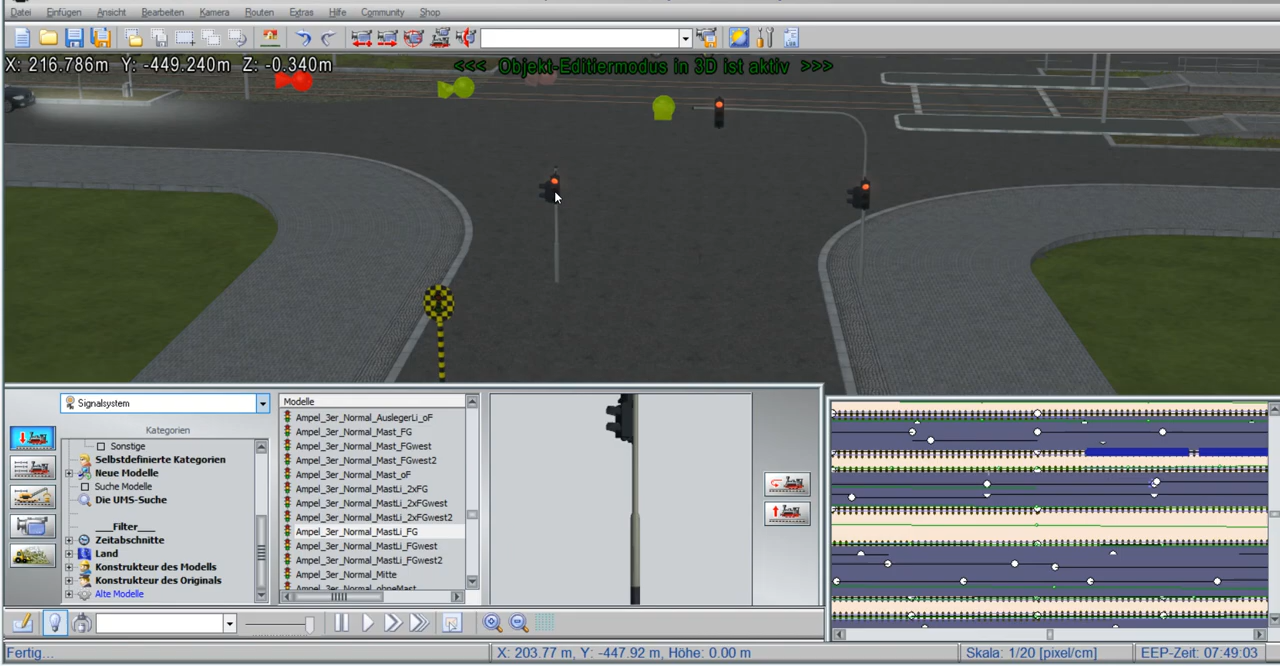 Datei Einfügen Ansicht Bearbeiten Kamera Routen Extras Hilfe Community Shop
X: 216.786m Y: -449.240m Z: -0.340m
<<< Objekt-Editiermodus in 3D ist aktiv >>>
Signalsystem
Kategorien
Sonstige
Selbstdefinierte Kategorien
Neue Modelle
Suche Modelle
Die UMS-Suche
___Filter___
Zeitabschnitte
Land
Konstrukteure des Modells
Konstrukteure des Originals
Alte Modelle
Modelle
Ampel_3er_Normal_AuslegerLi_oF
Ampel_3er_Normal_Mast_FG
Ampel_3er_Normal_Mast_FGwest
Ampel_3er_Normal_Mast_FGwest2
Ampel_3er_Normal_Mast_oF
Ampel_3er_Normal_MastLi_2xFG
Ampel_3er_Normal_MastLi_2xFGwest
Ampel_3er_Normal_MastLi_2xFGwest2
Ampel_3er_Normal_MastLi_FG
Ampel_3er_Normal_MastLi_FGwest
Ampel_3er_Normal_MastLi_FGwest2
Ampel_3er_Normal_Mitte
Ampel_3er_Normal_ohneMast
Fertig...
X: 203.77 m, Y: -447.92 m, Höhe: 0.00 m
Skala: 1/20 [pixel/cm]
EEP-Zeit: 07:49:03